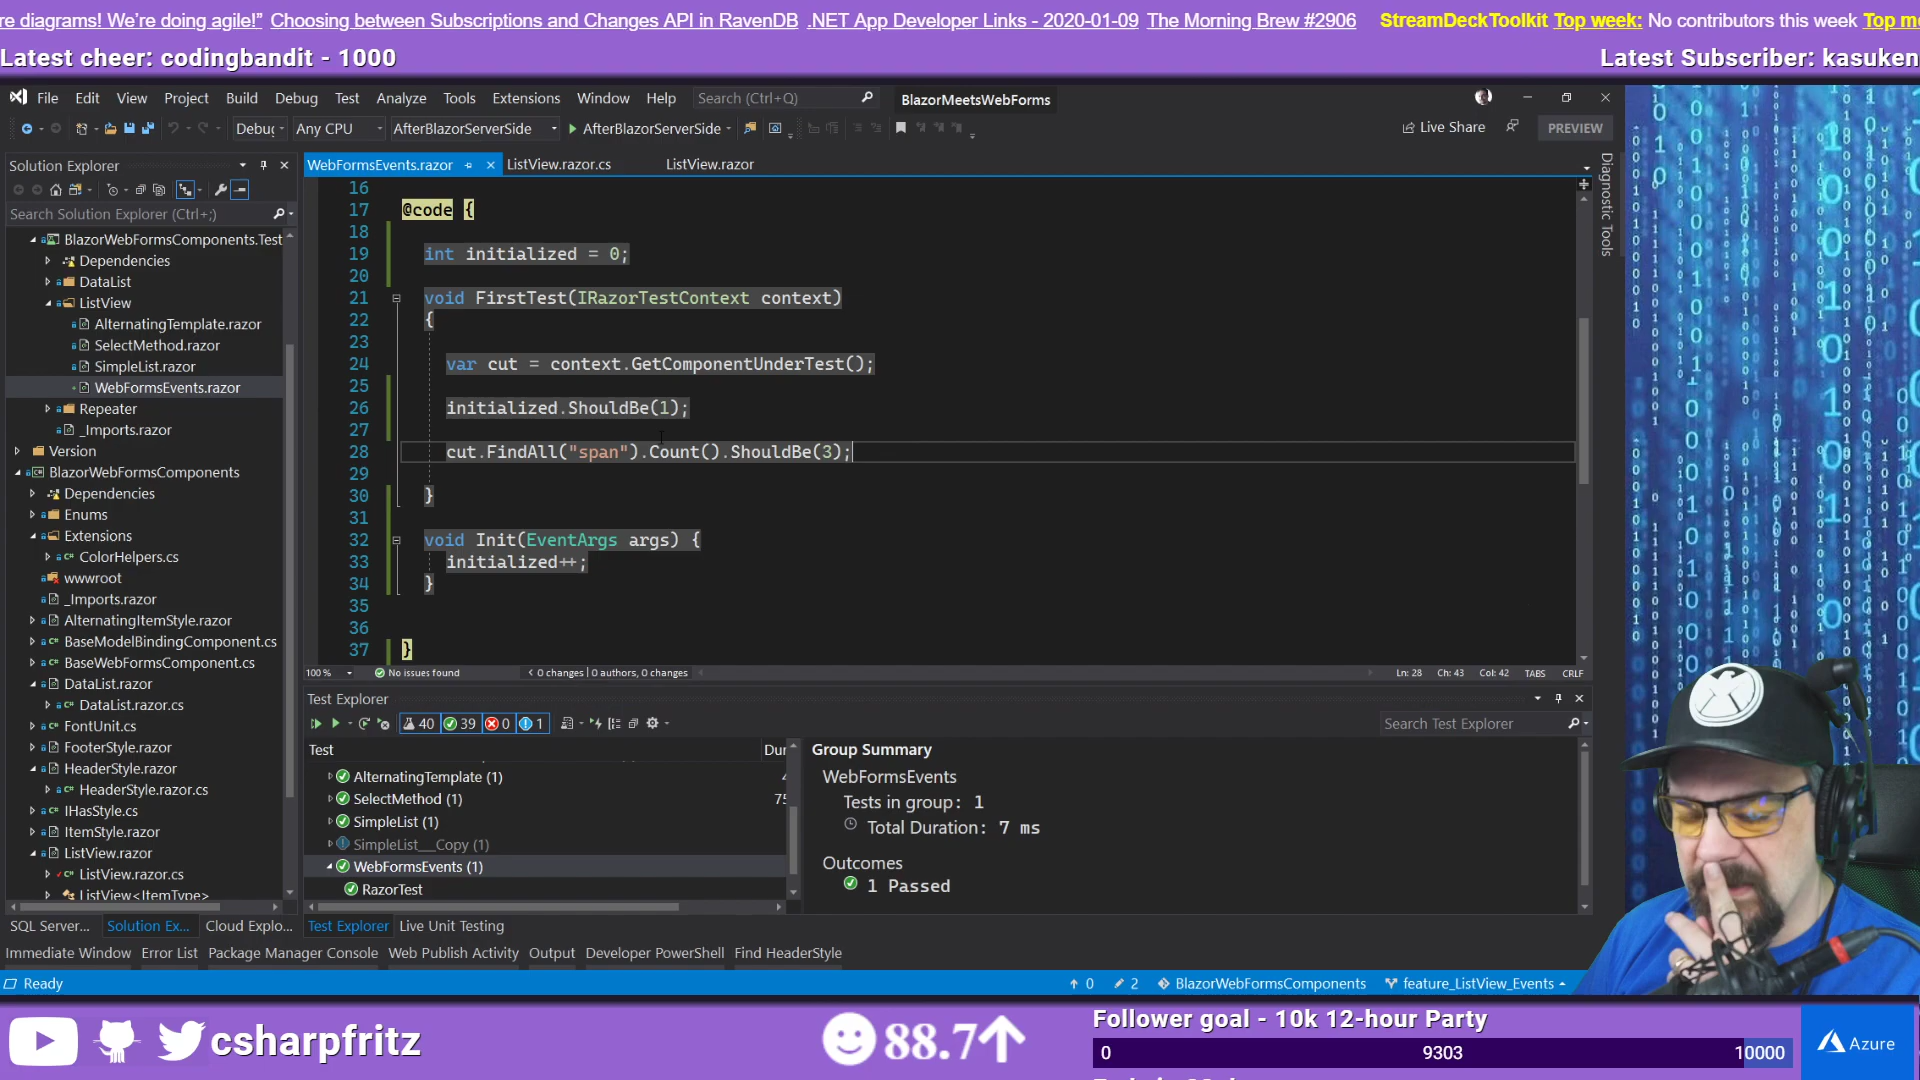 re diagrams! We're doing agile!" Choosing between Subscriptions and Changes API in RavenDB .NET App Developer Links - 2020-01-09 The Morning Brew #2906 StreamDeckToolkit Top week: No contributors this week Top mo
Latest cheer: codingbandit - 1000
Latest Subscriber: kasuken
File Edit View Project Build Debug Test Analyze Tools Extensions Window Help Search (Ctrl+Q) BlazorMeetsWebForms
Debug Any CPU AfterBlazorServerSide AfterBlazorServerSide Live Share PREVIEW
Solution Explorer
Search Solution Explorer (Ctrl+;)
BlazorWebFormsComponents.Test
Dependencies
DataList
ListView
AlternatingTemplate.razor
SelectMethod.razor
SimpleList.razor
WebFormsEvents.razor
Repeater
_Imports.razor
Version
BlazorWebFormsComponents
Dependencies
Enums
Extensions
ColorHelpers.cs
wwwroot
_Imports.razor
AlternatingItemStyle.razor
BaseModelBindingComponent.cs
BaseWebFormsComponent.cs
DataList.razor
DataList.razor.cs
FontUnit.cs
FooterStyle.razor
HeaderStyle.razor
HeaderStyle.razor.cs
IHasStyle.cs
ItemStyle.razor
ListView.razor
ListView.razor.cs
ListView<ItemType>
SQL Server... Solution Ex... Cloud Explo...
WebFormsEvents.razor ListView.razor.cs ListView.razor
16
17 @code {
18
19 int initialized = 0;
20
21 void FirstTest(IRazorTestContext context)
22 {
23
24 var cut = context.GetComponentUnderTest();
25
26 initialized.ShouldBe(1);
27
28 cut.FindAll("span").Count().ShouldBe(3);
29
30 }
31
32 void Init(EventArgs args) {
33 initialized++;
34 }
35
36
37 }
100 % No issues found < 0 changes | 0 authors, 0 changes Ln: 28 Ch: 43 Col: 42 TABS CRLF
Diagnostic Tools
Test Explorer
40 39 0 1 Search Test Explorer
Test Dur
AlternatingTemplate (1) 4
SelectMethod (1) 75
SimpleList (1)
SimpleList__Copy (1)
WebFormsEvents (1)
RazorTest
Group Summary
WebFormsEvents
Tests in group: 1
Total Duration: 7 ms
Outcomes
1 Passed
Test Explorer Live Unit Testing
Immediate Window Error List Package Manager Console Web Publish Activity Output Developer PowerShell Find HeaderStyle
Ready 0 2 BlazorWebFormsComponents feature_ListView_Events
csharpfritz
88.7
Follower goal - 10k 12-hour Party
0 9303 10000
Azure